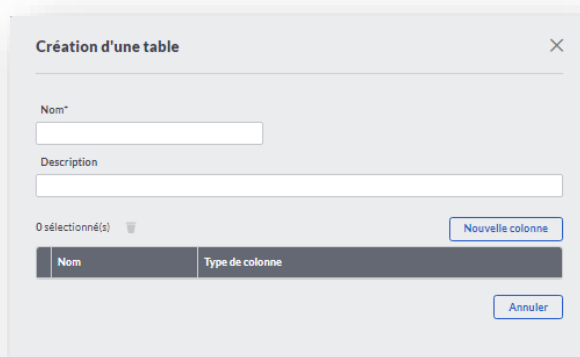 Création d'une table
Nom*
Description
0 sélectionné(s)
Nouvelle colonne
Nom
Type de colonne
Annuler